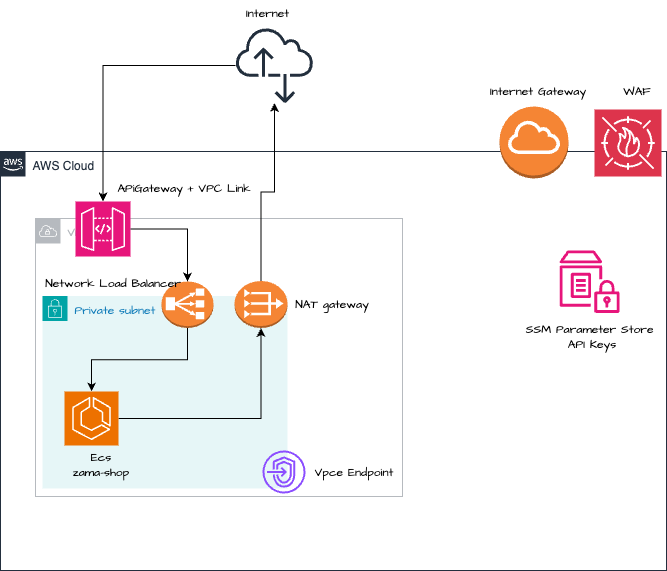 Internet
Internet Gateway
WAF
aws
AWS Cloud
APiGateway + VPC Link
V
</>
Network Load Balancer
Private subnet
NAT gateway
SSM Parameter Store
API Keys
Ecs
zama-shop
Vpce Endpoint